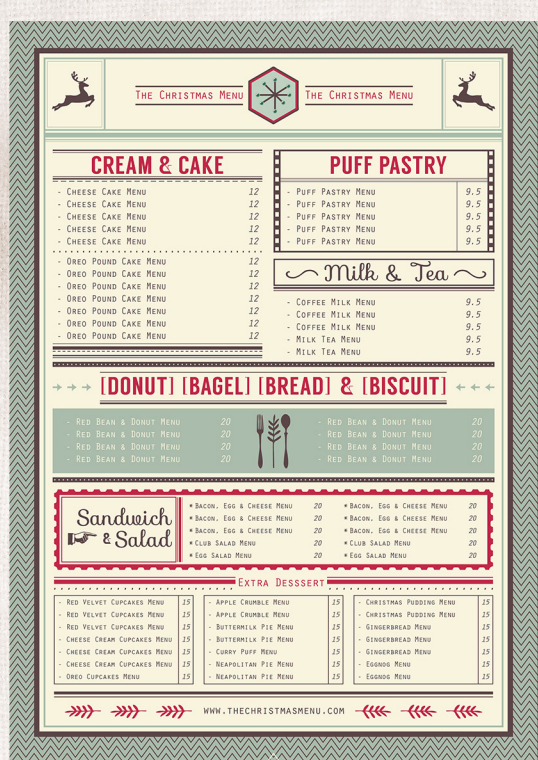 The Christmas Menu The Christmas Menu
CREAM & CAKE
- Cheese Cake Menu 12
- Cheese Cake Menu 12
- Cheese Cake Menu 12
- Cheese Cake Menu 12
- Cheese Cake Menu 12
- Oreo Pound Cake Menu 12
- Oreo Pound Cake Menu 12
- Oreo Pound Cake Menu 12
- Oreo Pound Cake Menu 12
- Oreo Pound Cake Menu 12
- Oreo Pound Cake Menu 12
- Oreo Pound Cake Menu 12
PUFF PASTRY
- Puff Pastry Menu 9.5
- Puff Pastry Menu 9.5
- Puff Pastry Menu 9.5
- Puff Pastry Menu 9.5
- Puff Pastry Menu 9.5
Milk & Tea
- Coffee Milk Menu 9.5
- Coffee Milk Menu 9.5
- Coffee Milk Menu 9.5
- Milk Tea Menu 9.5
- Milk Tea Menu 9.5
[DONUT] [BAGEL] [BREAD] & [BISCUIT]
- Red Bean & Donut Menu 20
- Red Bean & Donut Menu 20
- Red Bean & Donut Menu 20
- Red Bean & Donut Menu 20
- Red Bean & Donut Menu 20
- Red Bean & Donut Menu 20
- Red Bean & Donut Menu 20
- Red Bean & Donut Menu 20
Sandwich
& Salad
* Bacon, Egg & Cheese Menu 20
* Bacon, Egg & Cheese Menu 20
* Bacon, Egg & Cheese Menu 20
* Club Salad Menu 20
* Egg Salad Menu 20
* Bacon, Egg & Cheese Menu 20
* Bacon, Egg & Cheese Menu 20
* Bacon, Egg & Cheese Menu 20
* Club Salad Menu 20
* Egg Salad Menu 20
Extra Desssert
- Red Velvet Cupcakes Menu 15
- Red Velvet Cupcakes Menu 15
- Red Velvet Cupcakes Menu 15
- Cheese Cream Cupcakes Menu 15
- Cheese Cream Cupcakes Menu 15
- Cheese Cream Cupcakes Menu 15
- Oreo Cupcakes Menu 15
- Apple Crumble Menu 15
- Apple Crumble Menu 15
- Buttermilk Pie Menu 15
- Buttermilk Pie Menu 15
- Curry Puff Menu 15
- Neapolitan Pie Menu 15
- Neapolitan Pie Menu 15
- Christmas Pudding Menu 15
- Christmas Pudding Menu 15
- Gingerbread Menu 15
- Gingerbread Menu 15
- Gingerbread Menu 15
- Eggnog Menu 15
- Eggnog Menu 15
www.thechristmasmenu.com